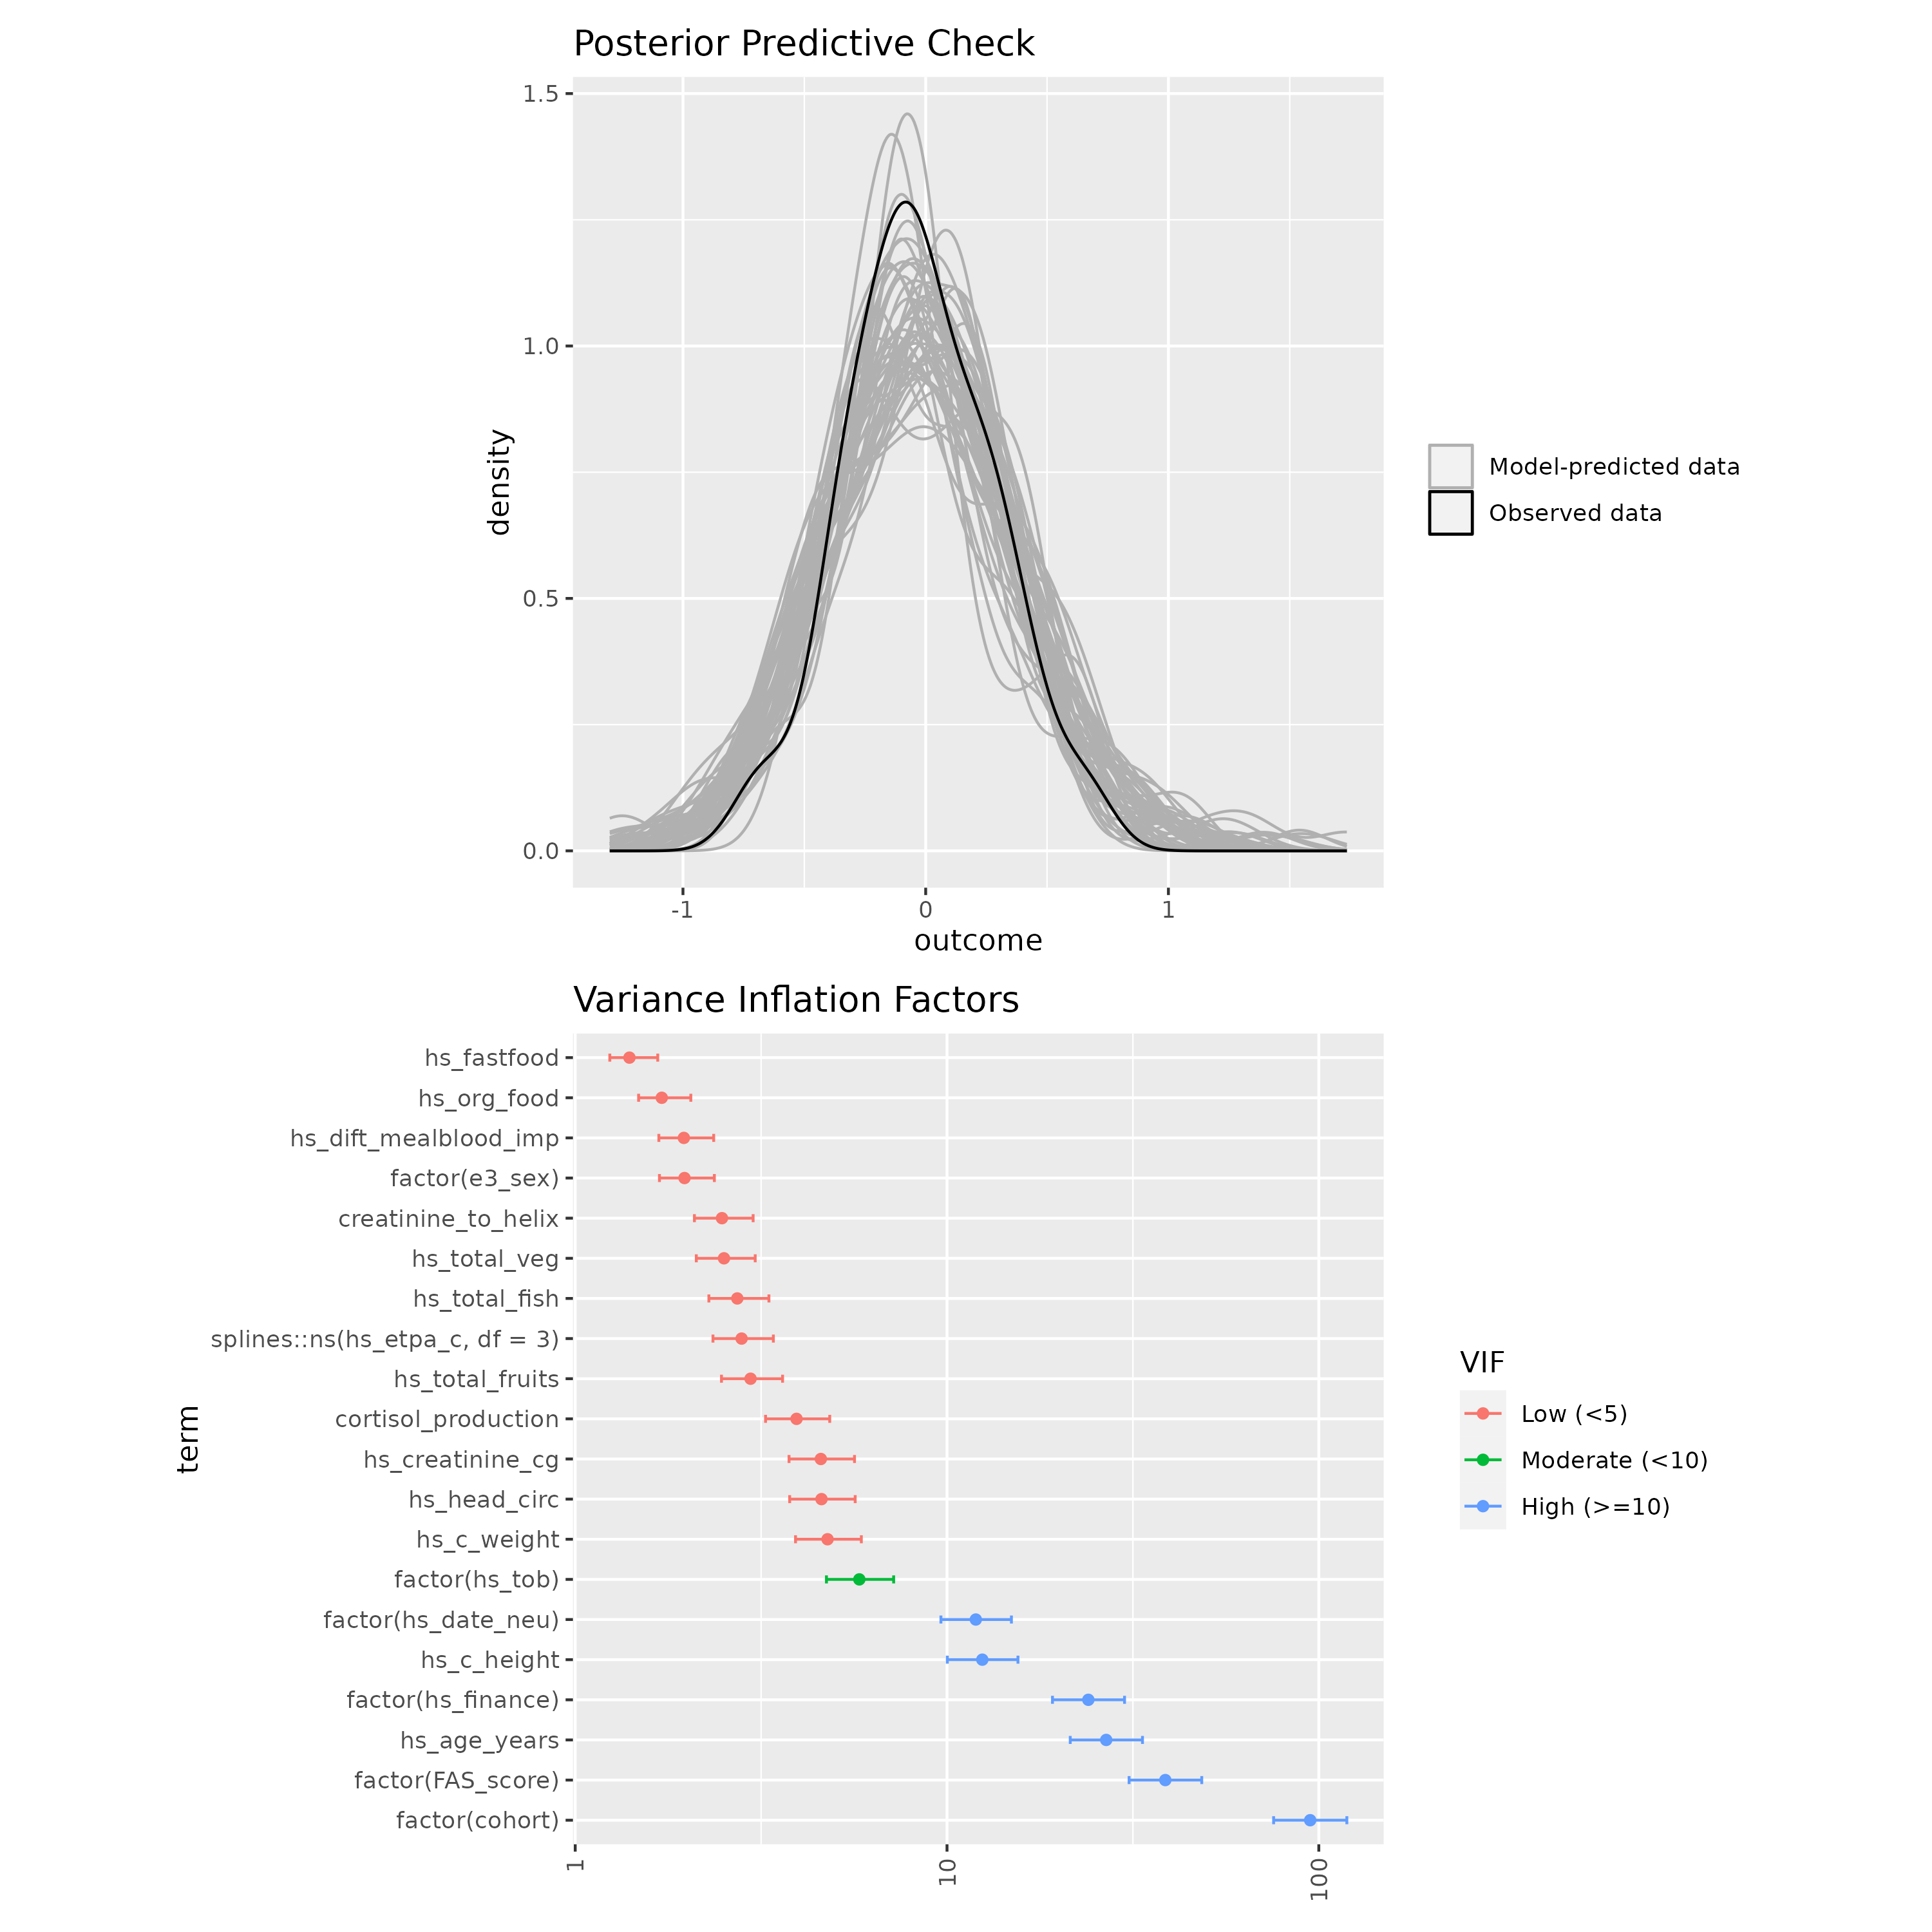 Posterior Predictive Check
1.5
1.0
0.5
0.0
density
-1
0
1
outcome
Model-predicted data
Observed data
Variance Inflation Factors
term
hs_fastfood
hs_org_food
hs_dift_mealblood_imp
factor(e3_sex)
creatinine_to_helix
hs_total_veg
hs_total_fish
splines::ns(hs_etpa_c, df = 3)
hs_total_fruits
cortisol_production
hs_creatinine_cg
hs_head_circ
hs_c_weight
factor(hs_tob)
factor(hs_date_neu)
hs_c_height
factor(hs_finance)
hs_age_years
factor(FAS_score)
factor(cohort)
1
10
100
VIF
Low (<5)
Moderate (<10)
High (>=10)